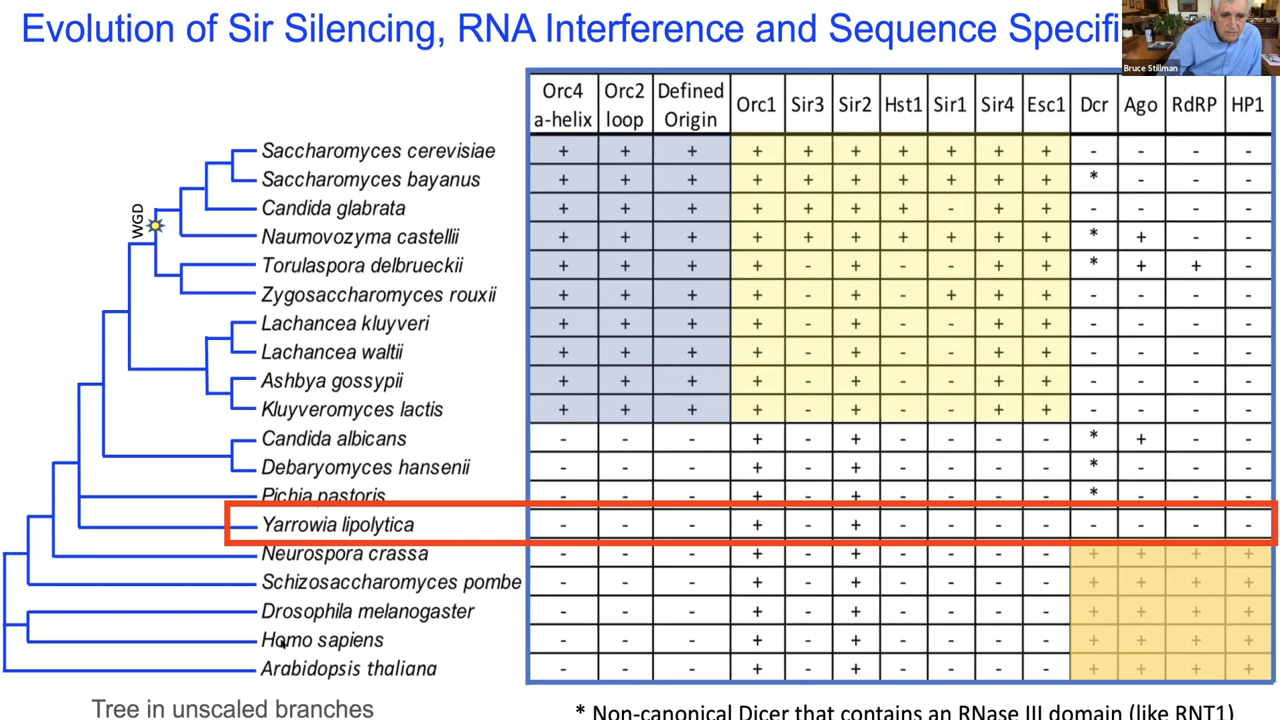 Evolution of Sir Silencing, RNA Interference and Sequence Specifi
Bruce Stillman
Orc4 a-helix Orc2 loop Defined Origin Orc1 Sir3 Sir2 Hst1 Sir1 Sir4 Esc1 Dcr Ago RdRP HP1
WGD
Saccharomyces cerevisiae + + + + + + + + + + - - - -
Saccharomyces bayanus + + + + + + + + + + * - - -
Candida glabrata + + + + + + + - + + - - - -
Naumovozyma castellii + + + + + + + + + + * + - -
Torulaspora delbrueckii + + + + - + - - + + * + + -
Zygosaccharomyces rouxii + + + + - + - + + + - - - -
Lachancea kluyveri + + + + - + - - + + - - - -
Lachancea waltii + + + + - + - - + + - - - -
Ashbya gossypii + + + + - + - - + + - - - -
Kluyveromyces lactis + + + + - + - - + + - - - -
Candida albicans - - - + - + - - - - * + - -
Debaryomyces hansenii - - - + - + - - - - * - - -
Pichia pastoris - - - + - + - - - - * - - -
Yarrowia lipolytica - - - + - + - - - - - - - -
Neurospora crassa - - - + - + - - - - + + + +
Schizosaccharomyces pombe - - - + - + - - - - + + + +
Drosophila melanogaster - - - + - + - - - - + + + +
Homo sapiens - - - + - + - - - - + + + +
Arabidopsis thaliana - - - + - + - - - - + + + +
Tree in unscaled branches
* Non-canonical Dicer that contains an RNase III domain (like RNT1)